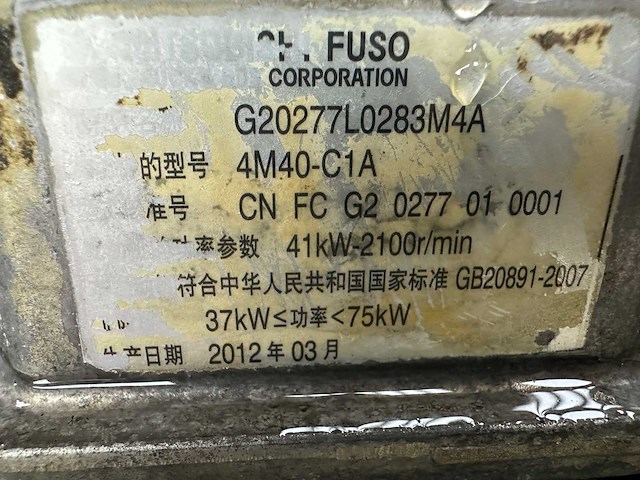 FUSO
CORPORATION
G20277L0283M4A
的型号 4M40-C1A
准号 CN FC G2 0277 01 0001
功率参数 41kW-2100r/min
符合中华人民共和国国家标准 GB20891-2007
37kW≤功率<75kW
生产日期 2012年03月